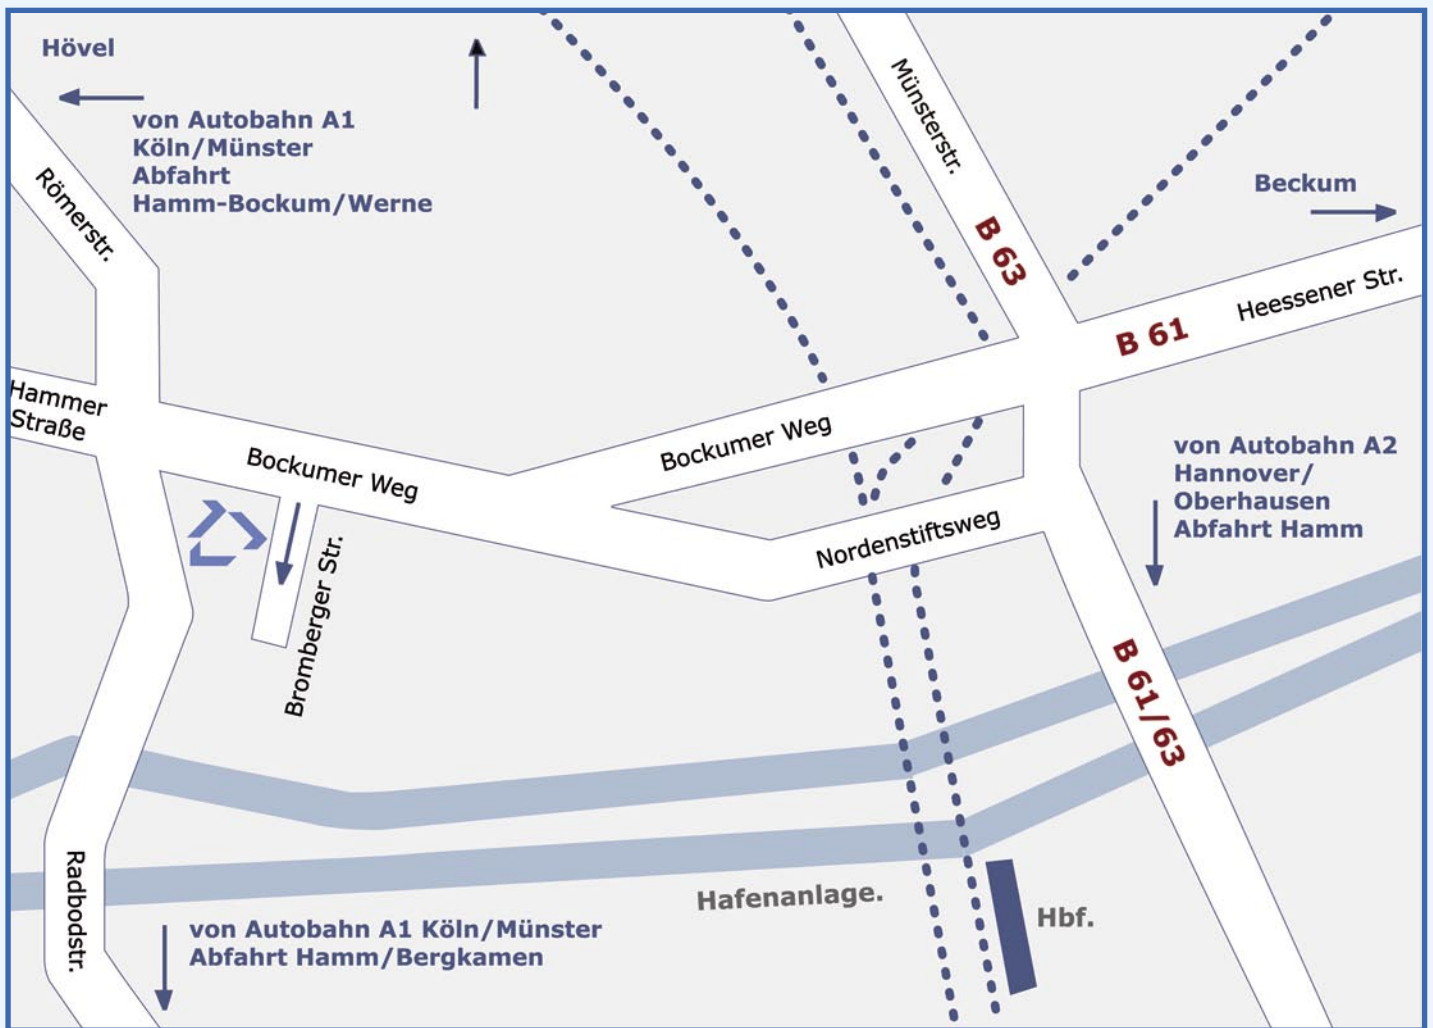 Hövel
von Autobahn A1
Köln/Münster
Abfahrt
Hamm-Bockum/Werne
Münsterstr.
Römerstr.
Beckum
B 63
B 61
Heessener Str.
Hammer
Straße
Bockumer Weg
Bockumer Weg
von Autobahn A2
Hannover/
Oberhausen
Abfahrt Hamm
Nordenstiftsweg
Bromberger Str.
B 61/63
Radbodstr.
Hafenanlage.
Hbf.
von Autobahn A1 Köln/Münster
Abfahrt Hamm/Bergkamen